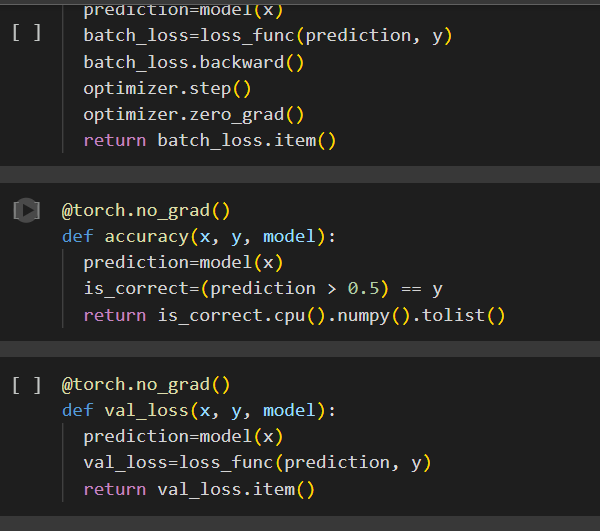 prediction=model(x)
[ ]
batch_loss=loss_func(prediction, y)
batch_loss.backward()
optimizer.step()
optimizer.zero_grad()
return batch_loss.item()
[ ]
@torch.no_grad()
def accuracy(x, y, model):
prediction=model(x)
is_correct=(prediction > 0.5) == y
return is_correct.cpu().numpy().tolist()
[ ]
@torch.no_grad()
def val_loss(x, y, model):
prediction=model(x)
val_loss=loss_func(prediction, y)
return val_loss.item()